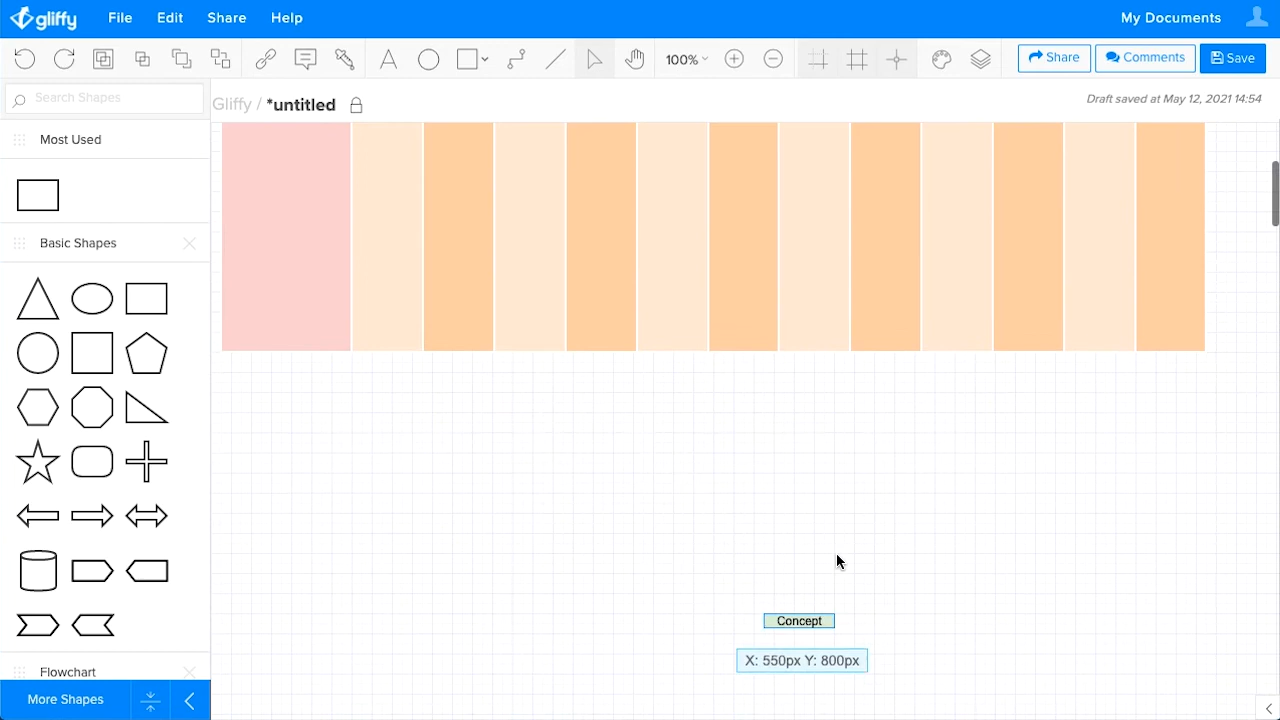 gliffy File Edit Share Help My Documents
100% Share Comments Save
Search Shapes
Gliffy / *untitled
Draft saved at May 12, 2021 14:54
Most Used
Basic Shapes
Concept
X: 550px Y: 800px
Flowchart
More Shapes